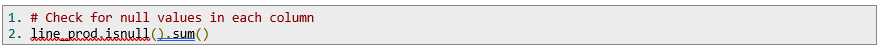 1. # Check for null values in each column
2. line_prod.isnull().sum()